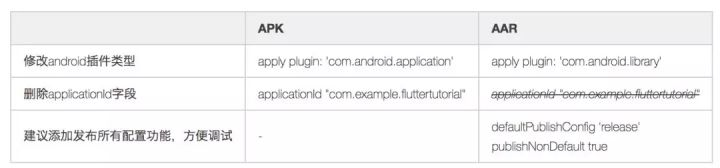 APK AAR
修改android插件类型 apply plugin: 'com.android.application' apply plugin: 'com.android.library'
删除applicationId字段 applicationId "com.example.fluttertutorial" applicationId "com.example.fluttertutorial"
建议添加发布所有配置功能，方便调试 - defaultPublishConfig 'release'
publishNonDefault true